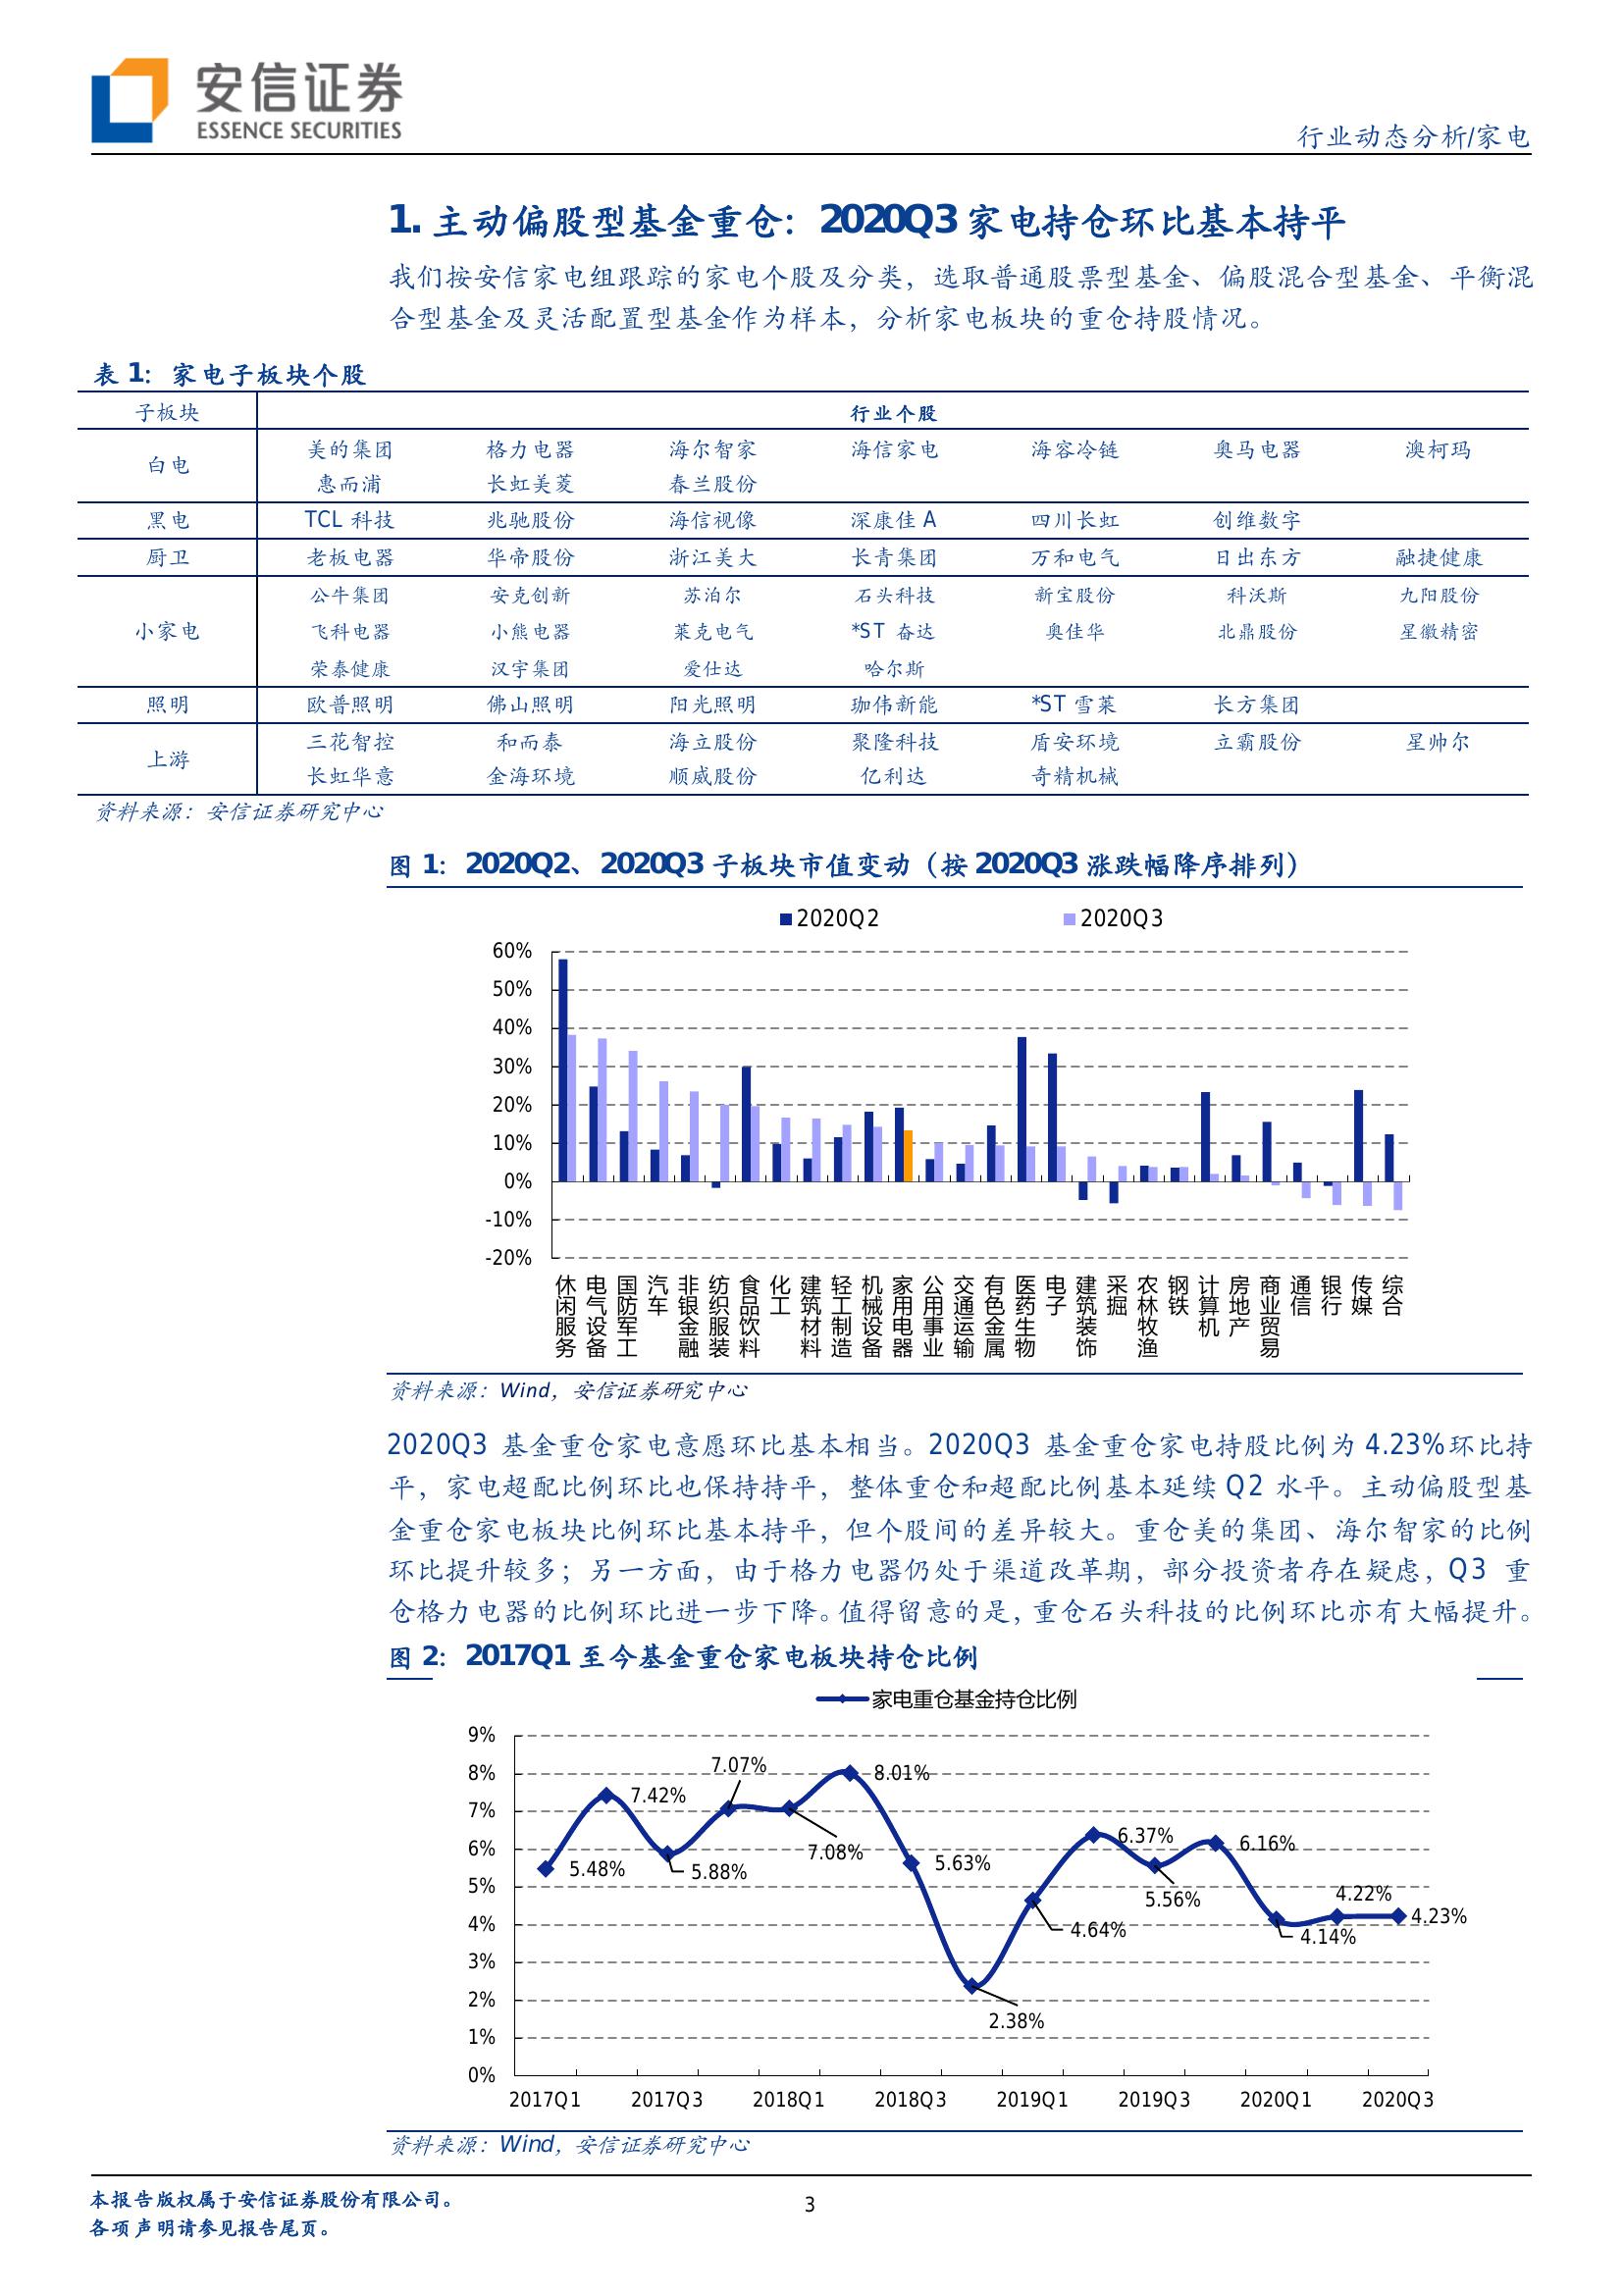 安信证券
ESSENCE SECURITIES
行业动态分析/家电
1. 主动偏股型基金重仓：2020Q3 家电持仓环比基本持平
我们按安信家电组跟踪的家电个股及分类，选取普通股票型基金、偏股混合型基金、平衡混
合型基金及灵活配置型基金作为样本，分析家电板块的重仓持股情况。
表 1：家电子板块个股
子板块 行业个股
白电 美的集团 格力电器 海尔智家 海信家电 海容冷链 奥马电器 澳柯玛
惠而浦 长虹美菱 春兰股份
黑电 TCL 科技 兆驰股份 海信视像 深康佳 A 四川长虹 创维数字
厨卫 老板电器 华帝股份 浙江美大 长青集团 万和电气 日出东方 融捷健康
公牛集团 安克创新 苏泊尔 石头科技 新宝股份 科沃斯 九阳股份
小家电 飞科电器 小熊电器 莱克电气 *ST 奋达 奥佳华 北鼎股份 星徽精密
荣泰健康 汉宇集团 爱仕达 哈尔斯
照明 欧普照明 佛山照明 阳光照明 珈伟新能 *ST 雪莱 长方集团
上游 三花智控 和而泰 海立股份 聚隆科技 盾安环境 立霸股份 星帅尔
长虹华意 金海环境 顺威股份 亿利达 奇精机械
资料来源：安信证券研究中心
图 1：2020Q2、2020Q3 子板块市值变动（按 2020Q3 涨跌幅降序排列）
2020Q2 2020Q3
60%
50%
40%
30%
20%
10%
0%
-10%
-20%
休闲服务 电气设备 国防军工 汽车 非银金融 纺织服装 食品饮料 化工 建筑材料 轻工制造 机械设备 家用电器 公用事业 交通运输 有色金属 医药生物 电子 建筑装饰 采掘 农林牧渔 钢铁 计算机 房地产 商业贸易 通信 银行 传媒 综合
资料来源：Wind，安信证券研究中心
2020Q3 基金重仓家电意愿环比基本相当。2020Q3 基金重仓家电持股比例为 4.23%环比持
平，家电超配比例环比也保持持平，整体重仓和超配比例基本延续 Q2 水平。主动偏股型基
金重仓家电板块比例环比基本持平，但个股间的差异较大。重仓美的集团、海尔智家的比例
环比提升较多；另一方面，由于格力电器仍处于渠道改革期，部分投资者存在疑虑，Q3 重
仓格力电器的比例环比进一步下降。值得留意的是，重仓石头科技的比例环比亦有大幅提升。
图 2：2017Q1 至今基金重仓家电板块持仓比例
家电重仓基金持仓比例
9%
8%
7%
6%
5%
4%
3%
2%
1%
0%
5.48% 7.42% 5.88% 7.07% 7.08% 8.01% 5.63% 2.38% 4.64% 6.37% 5.56% 6.16% 4.14% 4.22% 4.23%
2017Q1 2017Q3 2018Q1 2018Q3 2019Q1 2019Q3 2020Q1 2020Q3
资料来源：Wind，安信证券研究中心
本报告版权属于安信证券股份有限公司。
各项声明请参见报告尾页。
3